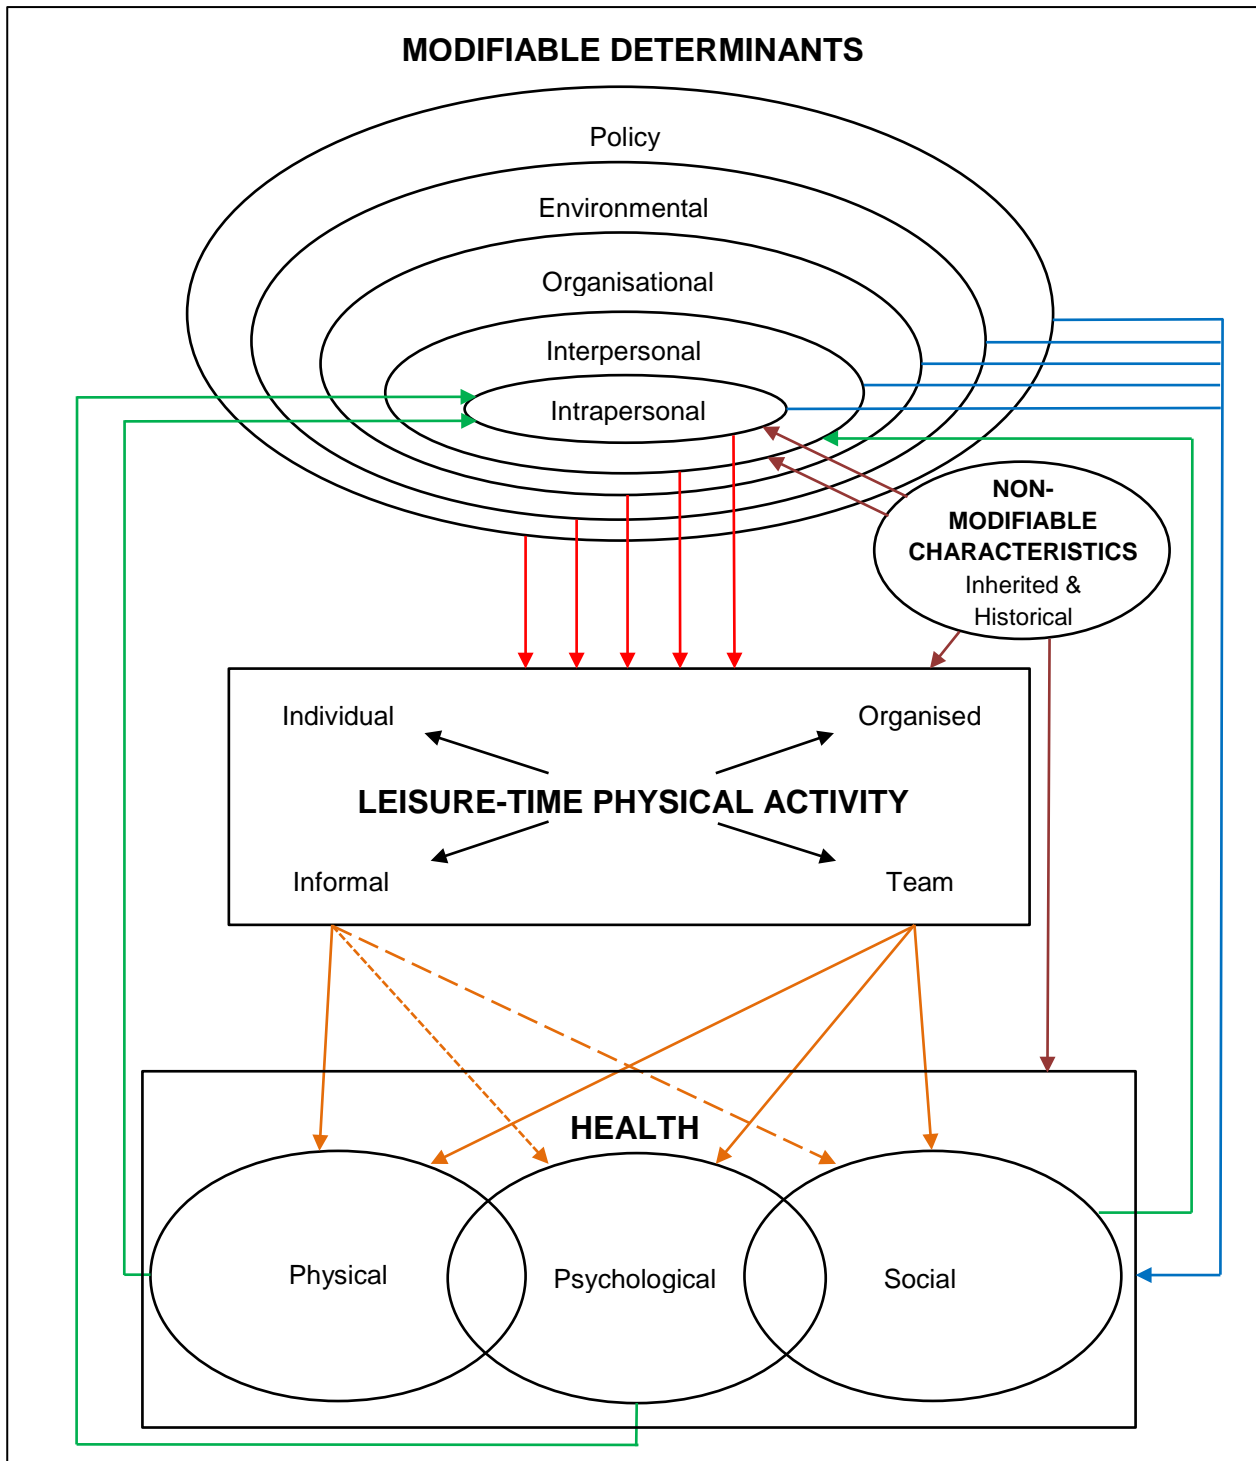 MODIFIABLE DETERMINANTS
Policy
Environmental
Organisational
Interpersonal
Intrapersonal
NON-
MODIFIABLE
CHARACTERISTICS
Inherited &
Historical
Individual
Organised
LEISURE-TIME PHYSICAL ACTIVITY
Informal
Team
HEALTH
Physical
Psychological
Social